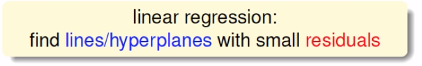 linear regression:
find lines/hyperplanes with small residuals